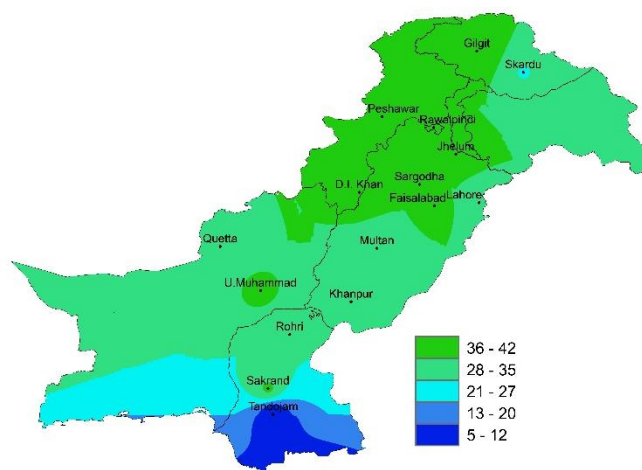 Gilgit
Skardu
Peshawar
Rawalpindi
Jhelum
Sargodha
D.I. Khan
Faisalabad
Lahore
Quetta
Multan
U.Muhammad
Khanpur
Rohri
Sakrand
Tandojam
36 - 42
28 - 35
21 - 27
13 - 20
5 - 12